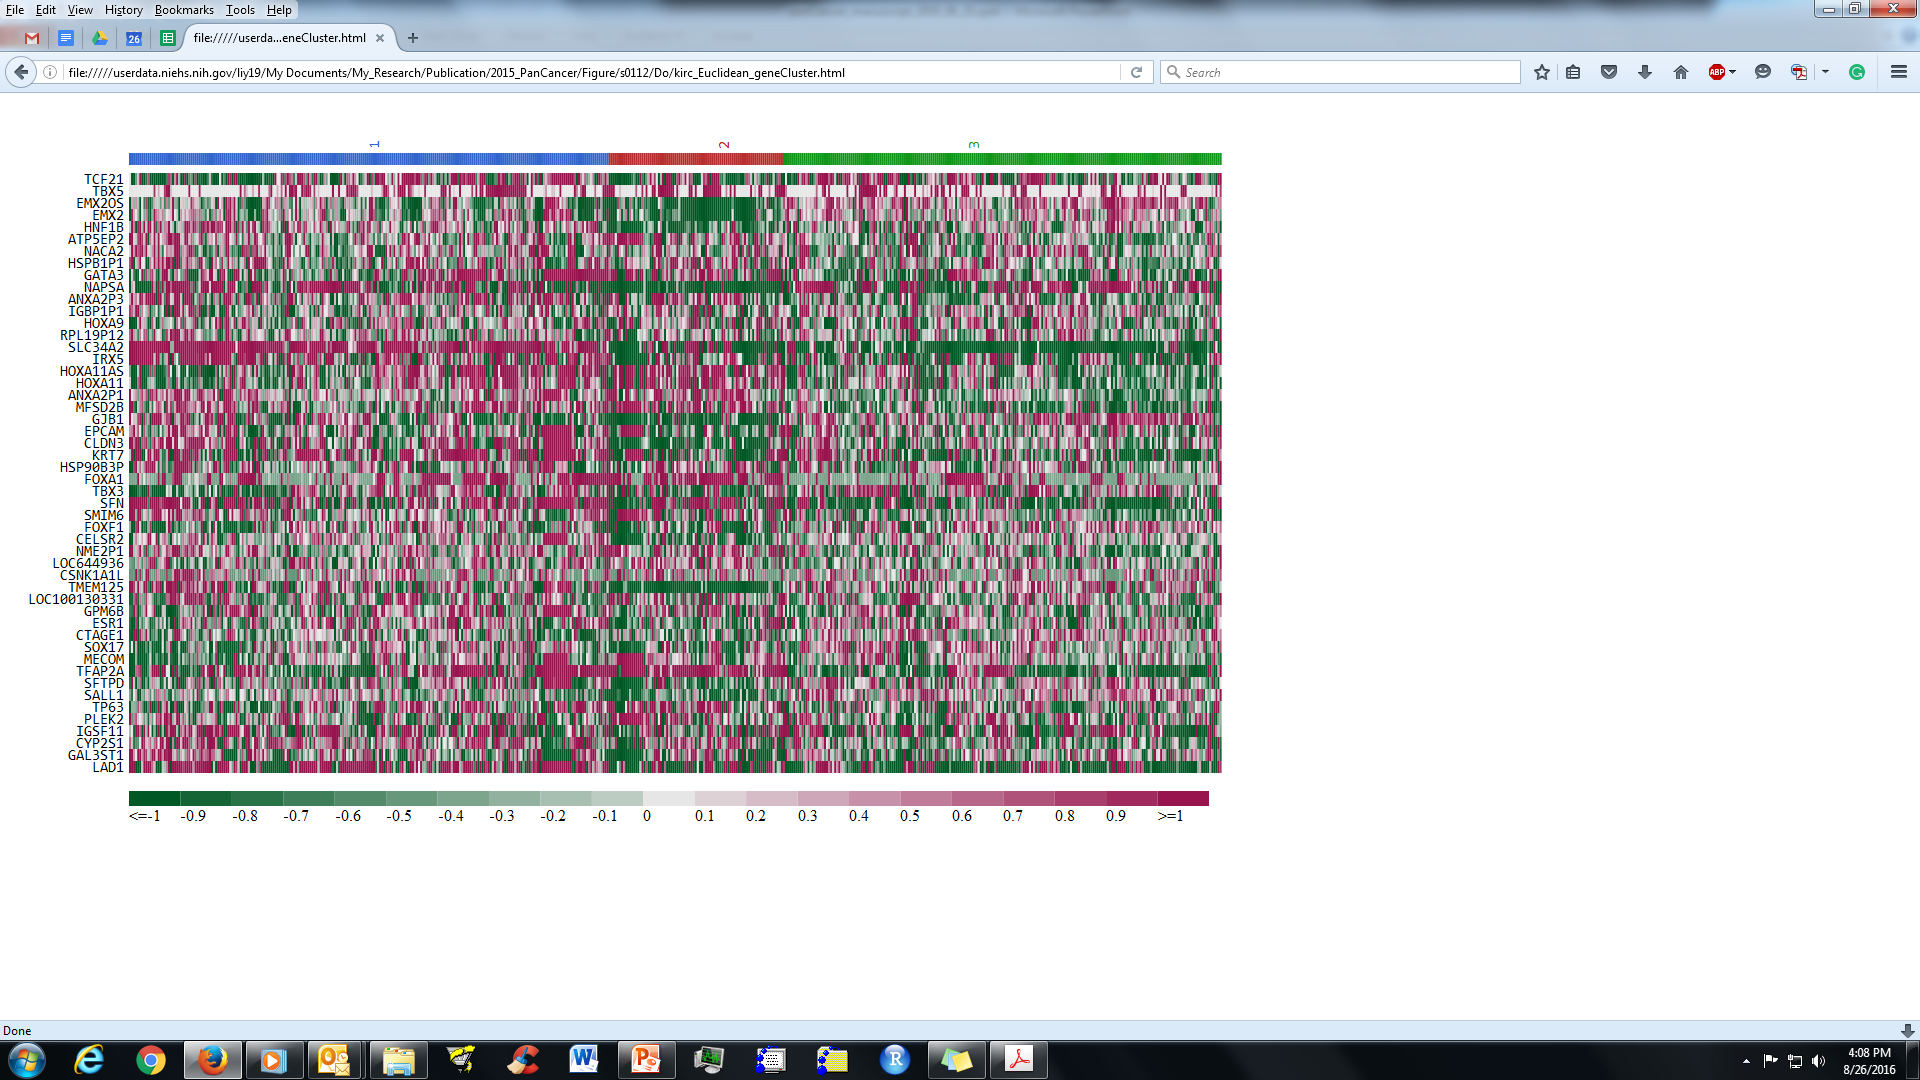 File Edit View History Bookmarks Tools Help
26 file://///userda...eneCluster.html
file://///userdata.niehs.nih.gov/liy19/My Documents/My_Research/Publication/2015_PanCancer/Figure/s0112/Do/kirc_Euclidean_geneCluster.html Search ABP
1 2 3
TCF21
TBX5
EMX2OS
EMX2
HNF1B
ATP5EP2
NACA2
HSPB1P1
GATA3
NAPSA
ANXA2P3
IGBP1P1
HOXA9
RPL19P12
SLC34A2
IRX5
HOXA11AS
HOXA11
ANXA2P1
MFSD2B
GJB1
EPCAM
CLDN3
KRT7
HSP90B3P
FOXA1
TBX3
SFN
SMIM6
FOXF1
CELSR2
NME2P1
LOC644936
CSNK1A1L
TMEM125
LOC100130331
GPM6B
ESR1
CTAGE1
SOX17
MECOM
TFAP2A
SFTPD
SALL1
TP63
PLEK2
IGSF11
CYP2S1
GAL3ST1
LAD1
<=-1 -0.9 -0.8 -0.7 -0.6 -0.5 -0.4 -0.3 -0.2 -0.1 0 0.1 0.2 0.3 0.4 0.5 0.6 0.7 0.8 0.9 >=1
Done
4:08 PM
8/26/2016